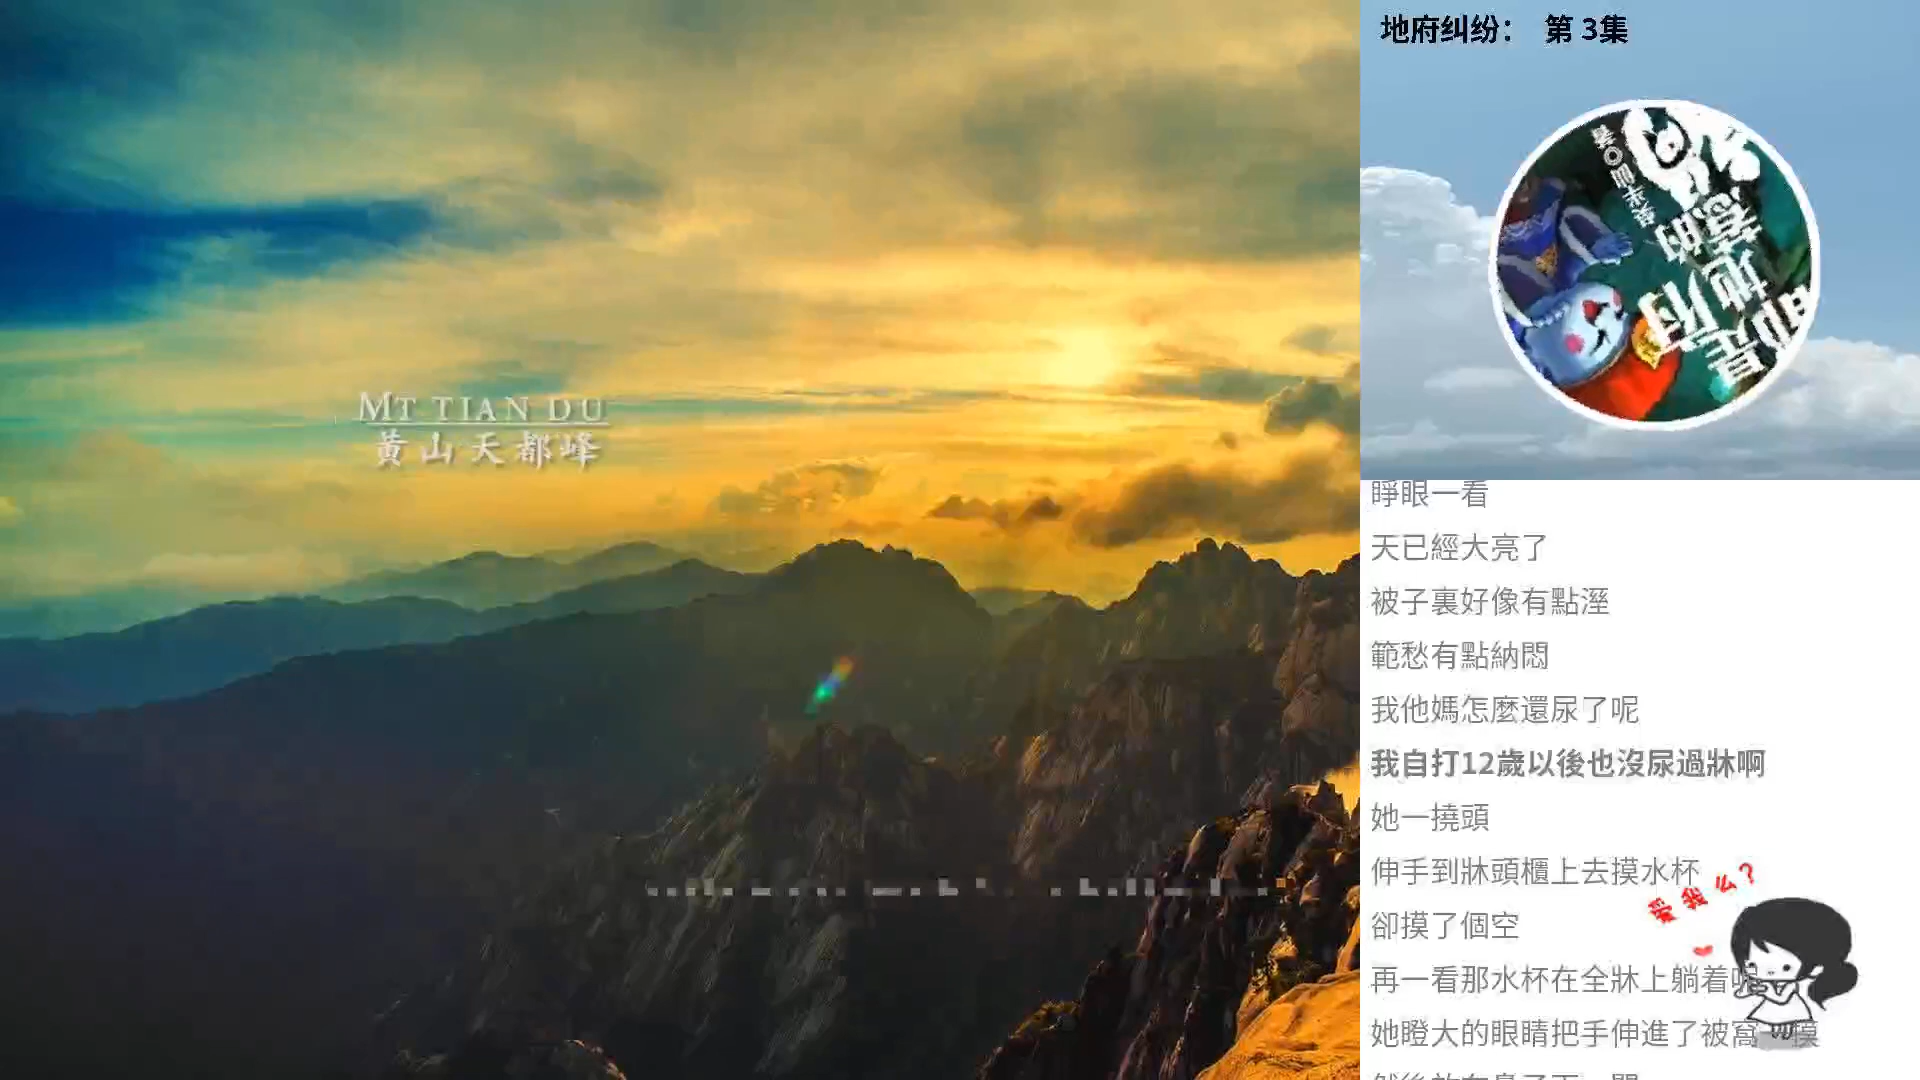 MT TIAN DU
黄山天都峰
地府纠纷： 第 3集
睜眼一看
天已經大亮了
被子裏好像有點溼
範愁有點納悶
我他媽怎麼還尿了呢
我自打12歲以後也沒尿過牀啊
她一撓頭
伸手到牀頭櫃上去摸水杯
爱我么?
卻摸了個空
再一看那水杯在全牀上躺着呢
她瞪大的眼睛把手伸進了被窩一摸